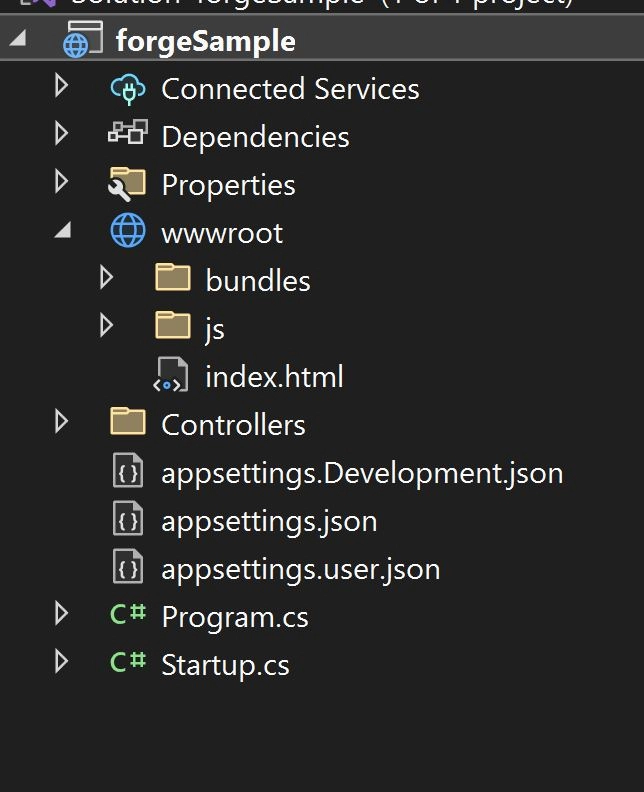 forgeSample
Connected Services
Dependencies
Properties
wwwroot
bundles
js
index.html
Controllers
appsettings.Development.json
appsettings.json
appsettings.user.json
C# Program.cs
C# Startup.cs